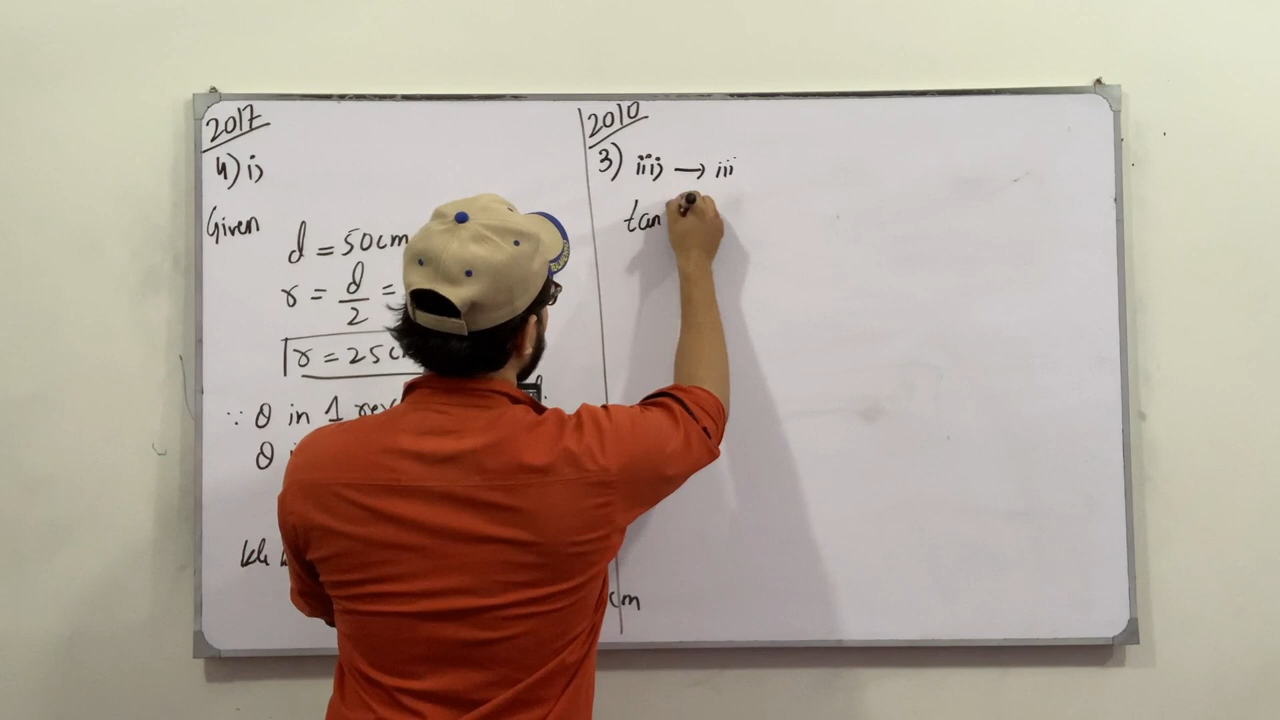 2017
4) i)
Given
d = 50cm
r = d/2 =
r = 25c
∵ θ in 1 rev
θ i
cm
2010
3) iii) → iii
tan